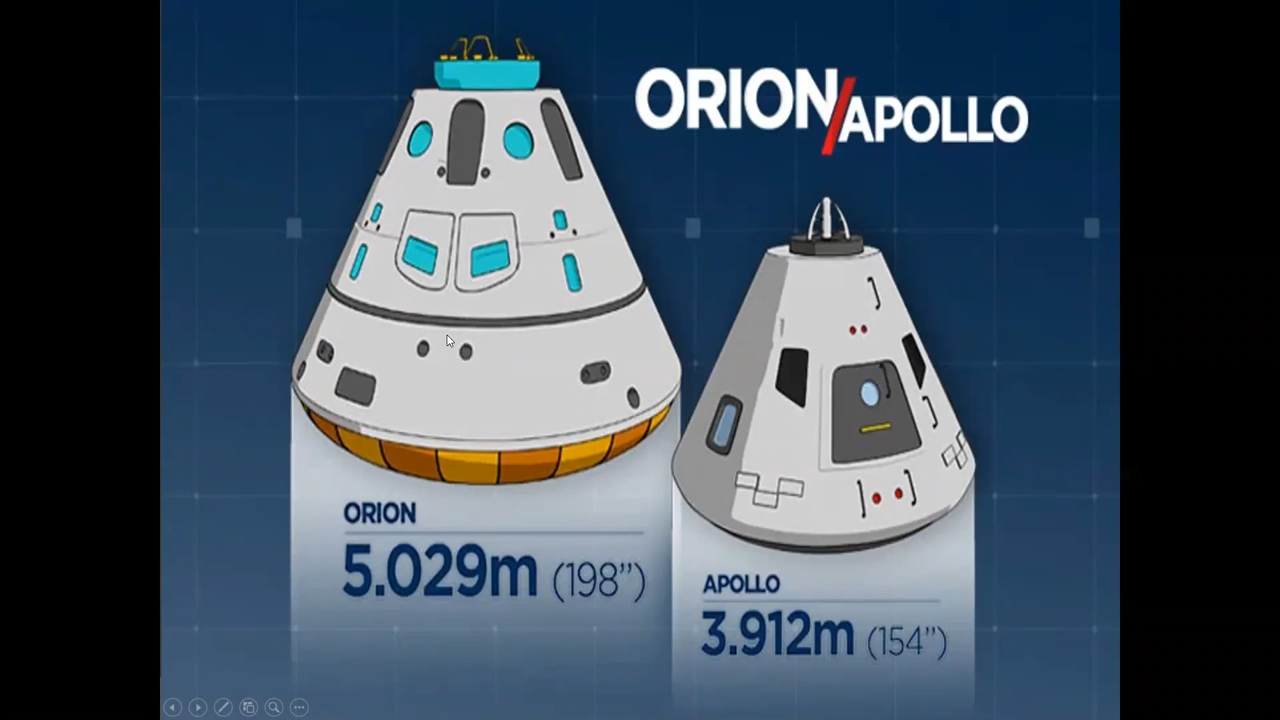 ORION/APOLLO
ORION
5.029m (198”)
APOLLO
3.912m (154”)